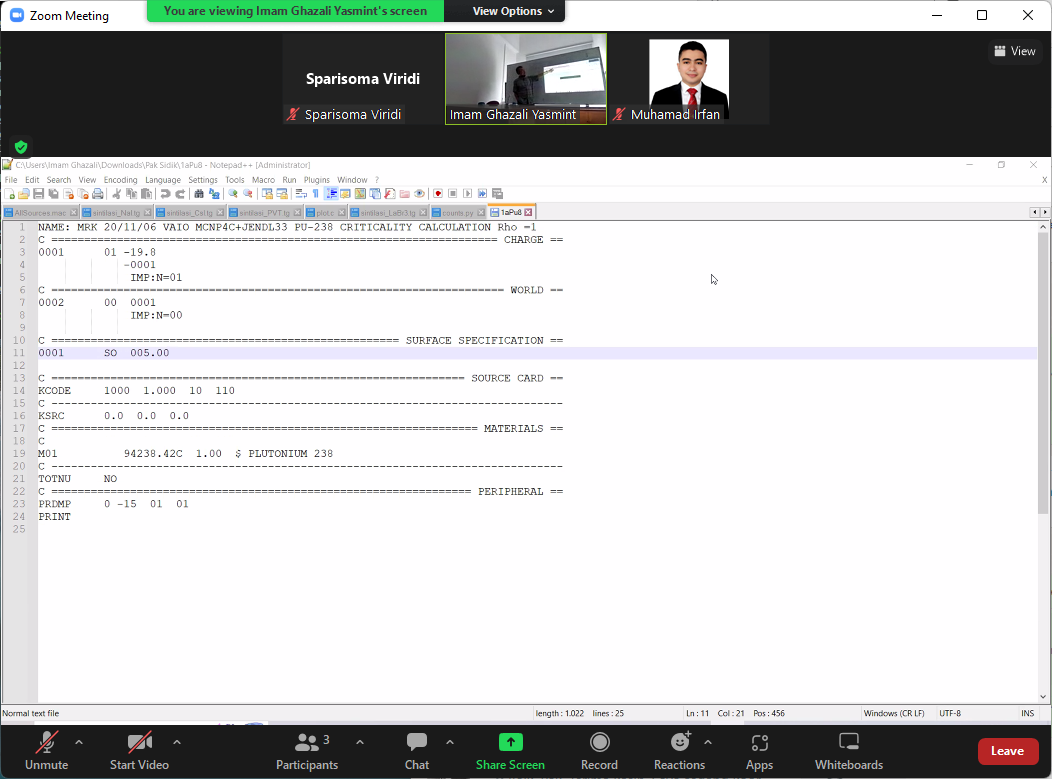 Zoom Meeting
You are viewing Imam Ghazali Yasmint's screen
View Options
View
Sparisoma Viridi
Sparisoma Viridi
Imam Ghazali Yasmint
Muhamad Irfan
C:\Users\Imam Ghazali\Downloads\Pak Sidik\1aPu8 - Notepad++ [Administrator]
File Edit Search View Encoding Language Settings Tools Macro Run Plugins Window ?
X
AllSources.mac sintilasi_NaI.tg sintilasi_CsI.tg sintilasi_PVT.tg plot.c sintilasi_LaBr3.tg counts.py 1aPu8
1 NAME: MRK 20/11/06 VAIO MCNP4C+JENDL33 PU-238 CRITICALITY CALCULATION Rho =1
2 C ==================================================================== CHARGE ==
3 0001 01 -19.8
4 -0001
5 IMP:N=01
6 C ===================================================================== WORLD ==
7 0002 00 0001
8 IMP:N=00
9
10 C ===================================================== SURFACE SPECIFICATION ==
11 0001 SO 005.00
12
13 C =============================================================== SOURCE CARD ==
14 KCODE 1000 1.000 10 110
15 C ------------------------------------------------------------------------------
16 KSRC 0.0 0.0 0.0
17 C ================================================================= MATERIALS ==
18 C
19 M01 94238.42C 1.00 $ PLUTONIUM 238
20 C ------------------------------------------------------------------------------
21 TOTNU NO
22 C ================================================================ PERIPHERAL ==
23 PRDMP 0 -15 01 01
24 PRINT
25
Normal text file length : 1.022 lines : 25 Ln : 11 Col : 21 Pos : 456 Windows (CR LF) UTF-8 INS
Unmute Start Video Participants 3 Chat Share Screen Record Reactions Apps Whiteboards Leave